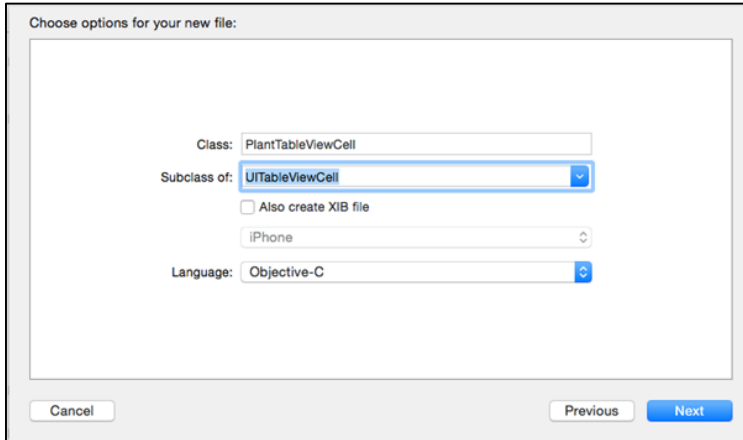 Choose options for your new file:
Class: PlantTableViewCell
Subclass of: UITableViewCell
Also create XIB file
iPhone
Language: Objective-C
Cancel Previous Next